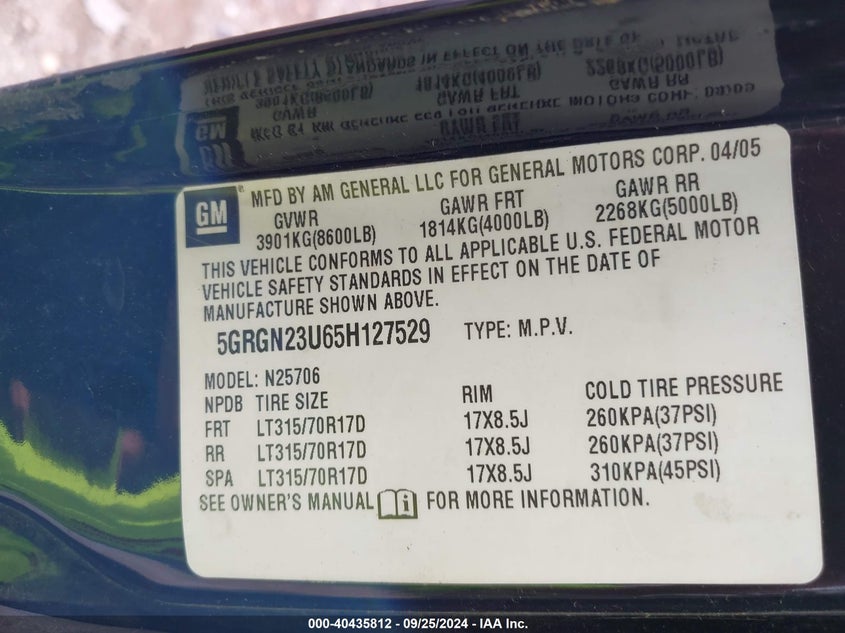 GM
® MFD BY AM GENERAL LLC FOR GENERAL MOTORS CORP. 04/05
GVWR GAWR FRT GAWR RR
3901KG(8600LB) 1814KG(4000LB) 2268KG(5000LB)
THIS VEHICLE CONFORMS TO ALL APPLICABLE U.S. FEDERAL MOTOR
VEHICLE SAFETY STANDARDS IN EFFECT ON THE DATE OF
MANUFACTURE SHOWN ABOVE.
5GRGN23U65H127529 TYPE: M.P.V.
MODEL: N25706
NPDB TIRE SIZE RIM COLD TIRE PRESSURE
FRT LT315/70R17D 17X8.5J 260KPA(37PSI)
RR LT315/70R17D 17X8.5J 260KPA(37PSI)
SPA LT315/70R17D 17X8.5J 310KPA(45PSI)
SEE OWNER'S MANUAL i FOR MORE INFORMATION.
000-40435812 - 09/25/2024 - IAA Inc.